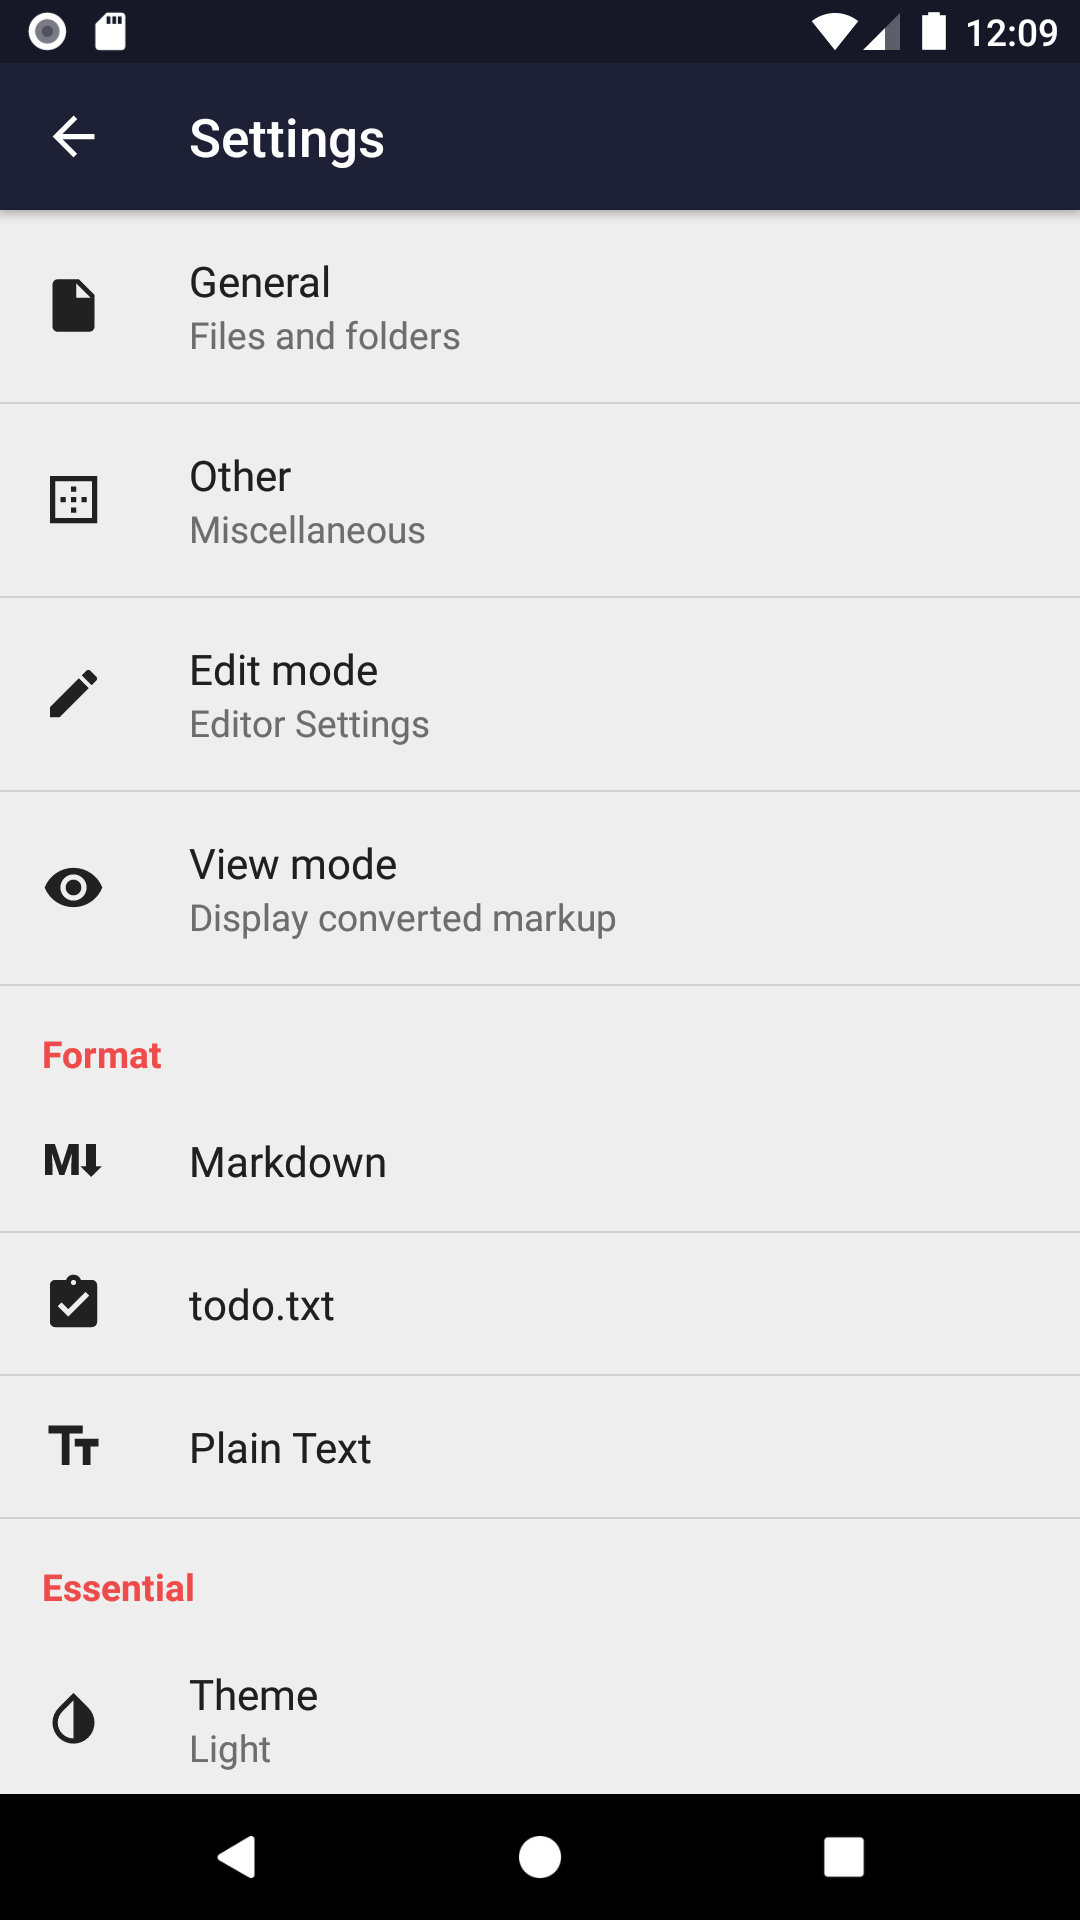 12:09
Settings
General
Files and folders
Other
Miscellaneous
Edit mode
Editor Settings
View mode
Display converted markup
Format
M
Markdown
todo.txt
Tт
Plain Text
Essential
Theme
Light